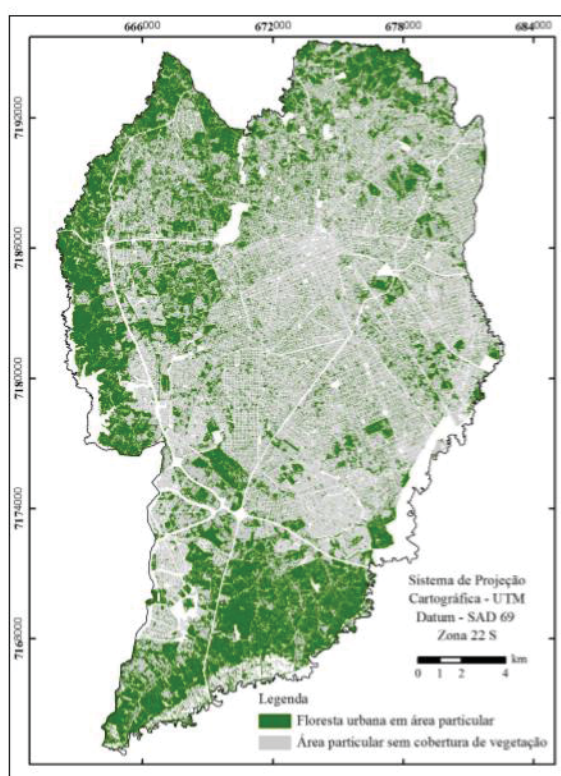 666000 672000 678000 684000
7192000
7186000
7180000
7174000
7168000
Sistema de Projeção
Cartográfica - UTM
Datum - SAD 69
Zona 22 S
km
0 1 2 4
Legenda
Floresta urbana em área particular
Área particular sem cobertura de vegetação